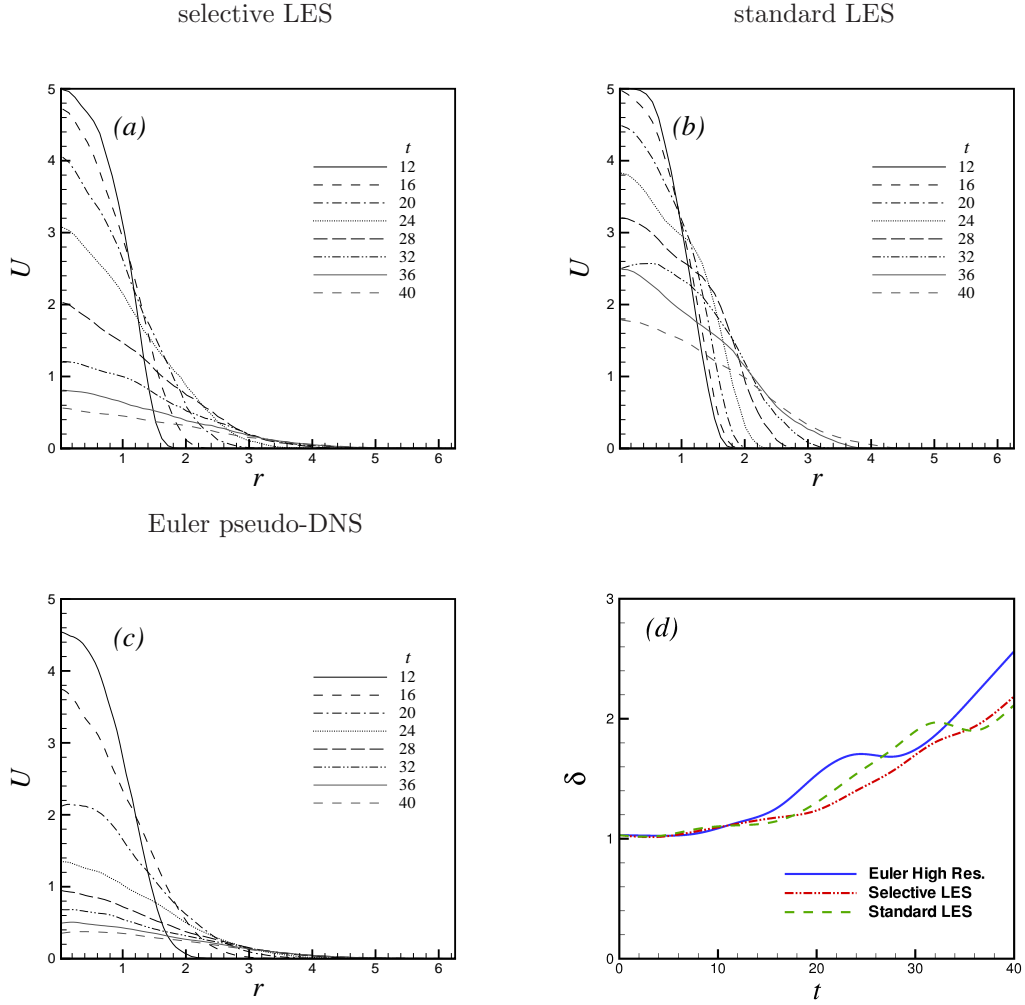 selective LES
standard LES
(a)
U
5
4
3
2
1
0
t
12
16
20
24
28
32
36
40
1 2 3 4 5 6
r
(b)
U
5
4
3
2
1
0
t
12
16
20
24
28
32
36
40
1 2 3 4 5 6
r
Euler pseudo-DNS
(c)
U
5
4
3
2
1
0
t
12
16
20
24
28
32
36
40
1 2 3 4 5 6
r
(d)
δ
3
2
1
0
Euler High Res.
Selective LES
Standard LES
0 10 20 30 40
t